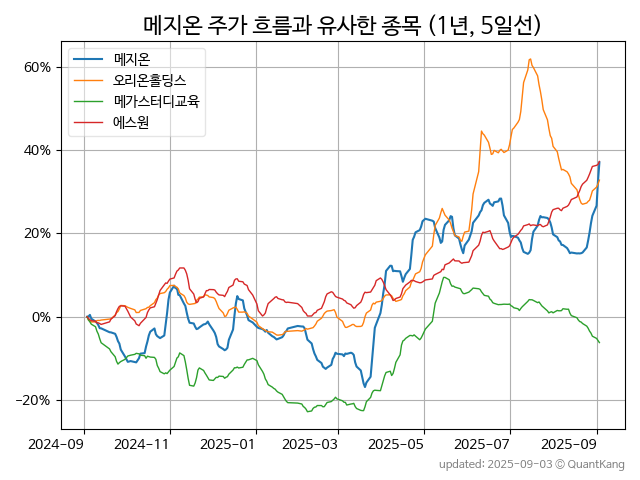 메지온 주가 흐름과 유사한 종목 (1년, 5일선)
메지온
오리온홀딩스
메가스터디교육
에스원
60%
40%
20%
0%
−20%
2024-09 2024-11 2025-01 2025-03 2025-05 2025-07 2025-09
updated: 2025-09-03 © QuantKang